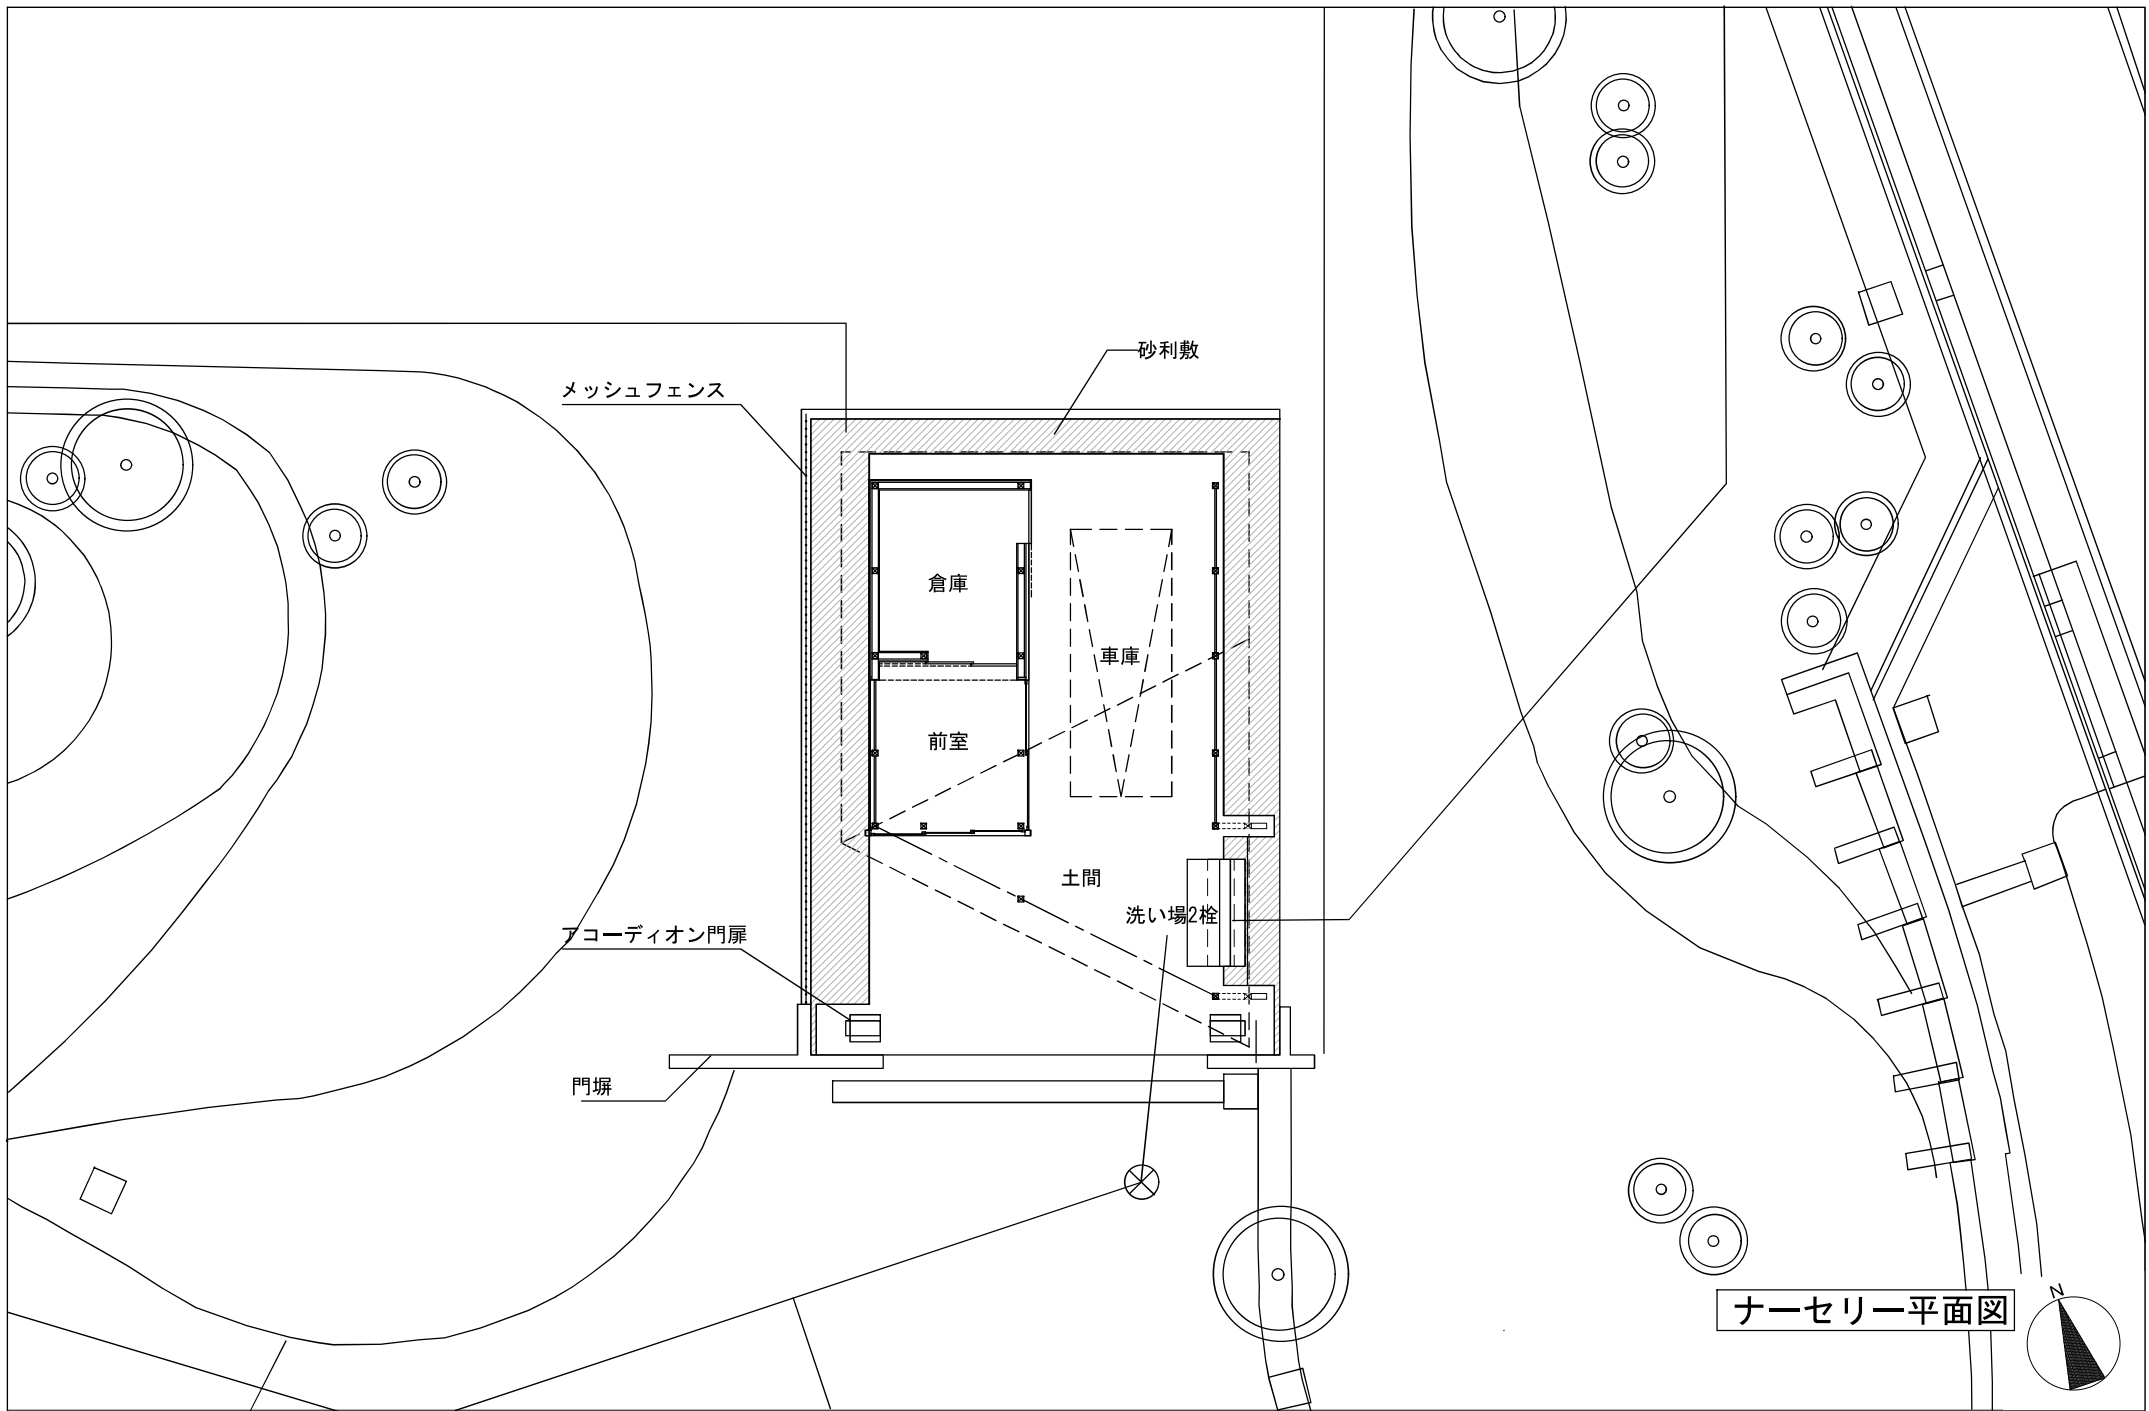 砂利敷
メッシュフェンス
倉庫
車庫
前室
土間
洗い場2栓
アコーディオン門扉
門塀
N
ナーセリー平面図